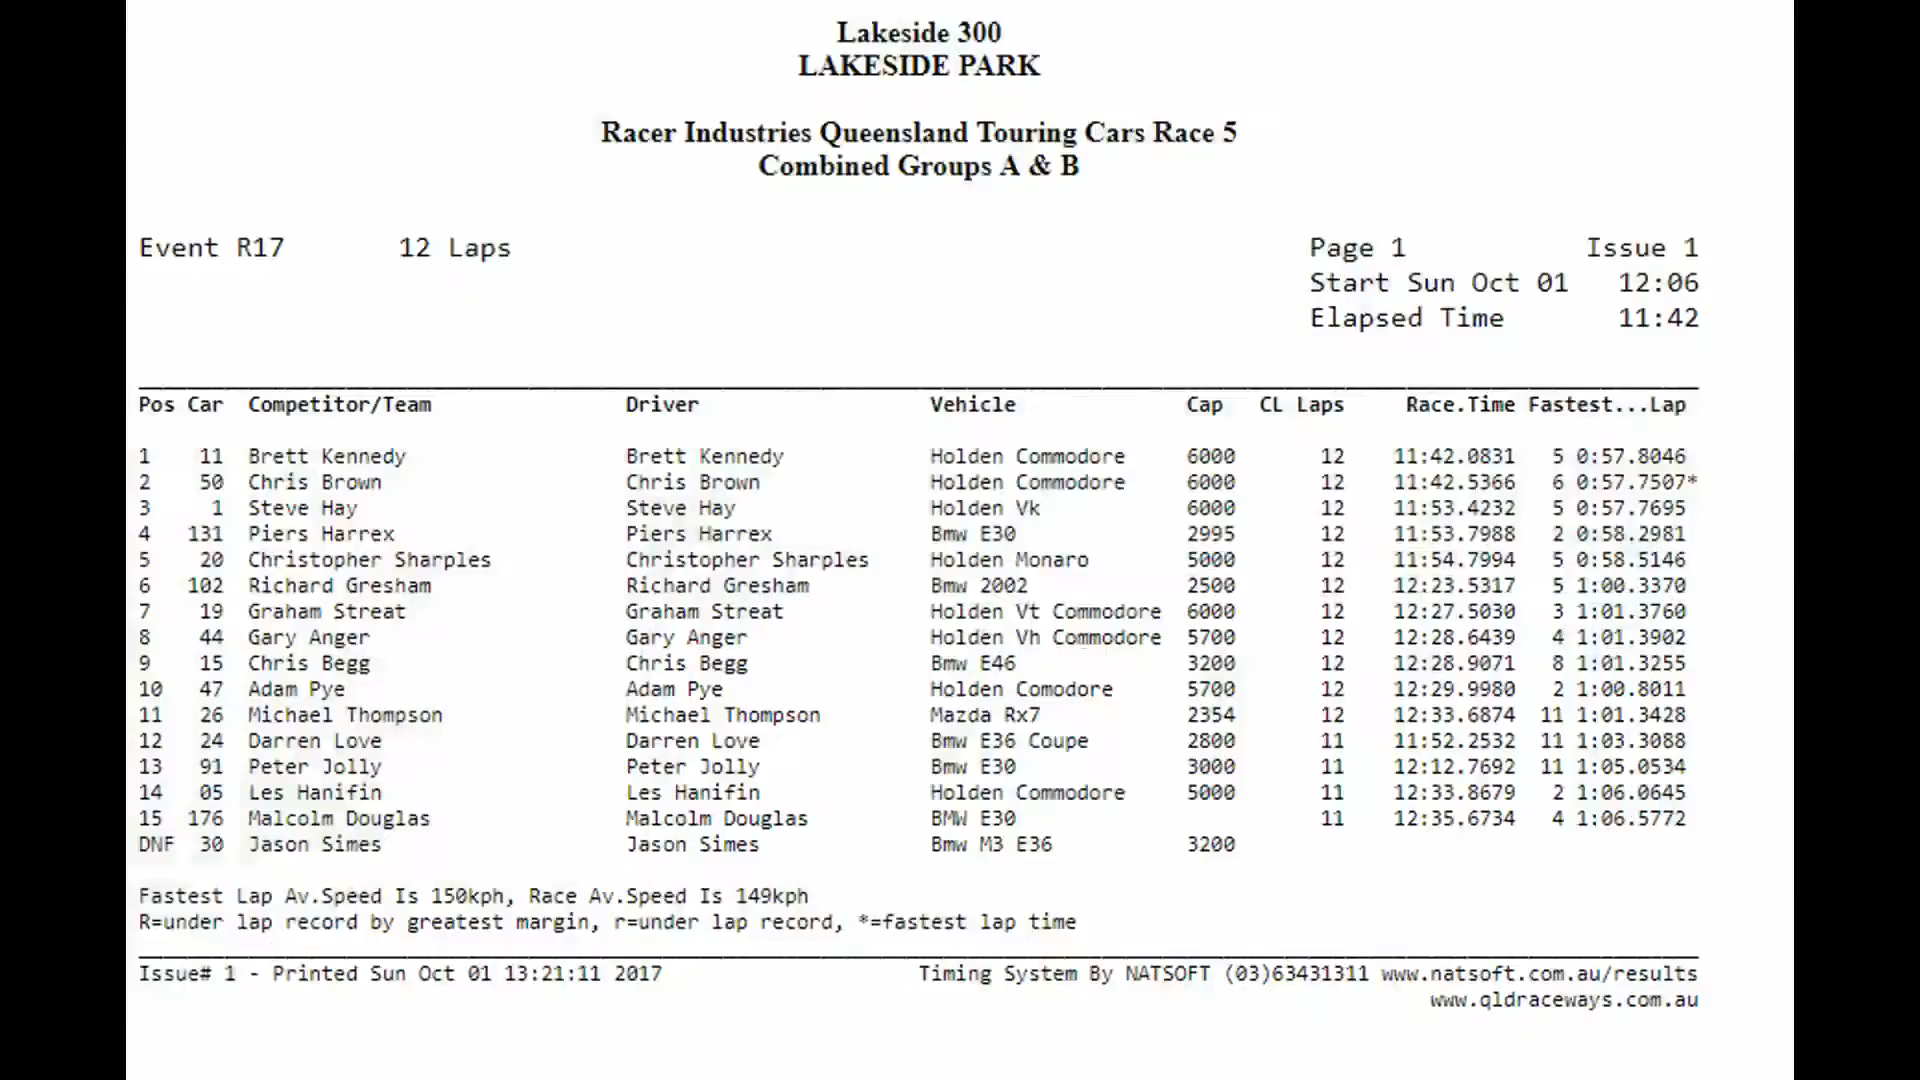 Lakeside 300
LAKESIDE PARK
Racer Industries Queensland Touring Cars Race 5
Combined Groups A & B
Event R17 12 Laps Page 1 Issue 1
Start Sun Oct 01 12:06
Elapsed Time 11:42
Pos Car Competitor/Team Driver Vehicle Cap CL Laps Race.Time Fastest...Lap
1 11 Brett Kennedy Brett Kennedy Holden Commodore 6000 12 11:42.0831 5 0:57.8046
2 50 Chris Brown Chris Brown Holden Commodore 6000 12 11:42.5366 6 0:57.7507*
3 1 Steve Hay Steve Hay Holden Vk 6000 12 11:53.4232 5 0:57.7695
4 131 Piers Harrex Piers Harrex Bmw E30 2995 12 11:53.7988 2 0:58.2981
5 20 Christopher Sharples Christopher Sharples Holden Monaro 5000 12 11:54.7994 5 0:58.5146
6 102 Richard Gresham Richard Gresham Bmw 2002 2500 12 12:23.5317 5 1:00.3370
7 19 Graham Streat Graham Streat Holden Vt Commodore 6000 12 12:27.5030 3 1:01.3760
8 44 Gary Anger Gary Anger Holden Vh Commodore 5700 12 12:28.6439 4 1:01.3902
9 15 Chris Begg Chris Begg Bmw E46 3200 12 12:28.9071 8 1:01.3255
10 47 Adam Pye Adam Pye Holden Comodore 5700 12 12:29.9980 2 1:00.8011
11 26 Michael Thompson Michael Thompson Mazda Rx7 2354 12 12:33.6874 11 1:01.3428
12 24 Darren Love Darren Love Bmw E36 Coupe 2800 11 11:52.2532 11 1:03.3088
13 91 Peter Jolly Peter Jolly Bmw E30 3000 11 12:12.7692 11 1:05.0534
14 05 Les Hanifin Les Hanifin Holden Commodore 5000 11 12:33.8679 2 1:06.0645
15 176 Malcolm Douglas Malcolm Douglas BMW E30 11 12:35.6734 4 1:06.5772
DNF 30 Jason Simes Jason Simes Bmw M3 E36 3200
Fastest Lap Av.Speed Is 150kph, Race Av.Speed Is 149kph
R=under lap record by greatest margin, r=under lap record, *=fastest lap time
Issue# 1 - Printed Sun Oct 01 13:21:11 2017 Timing System By NATSOFT (03)63431311 www.natsoft.com.au/results
www.qldraceways.com.au